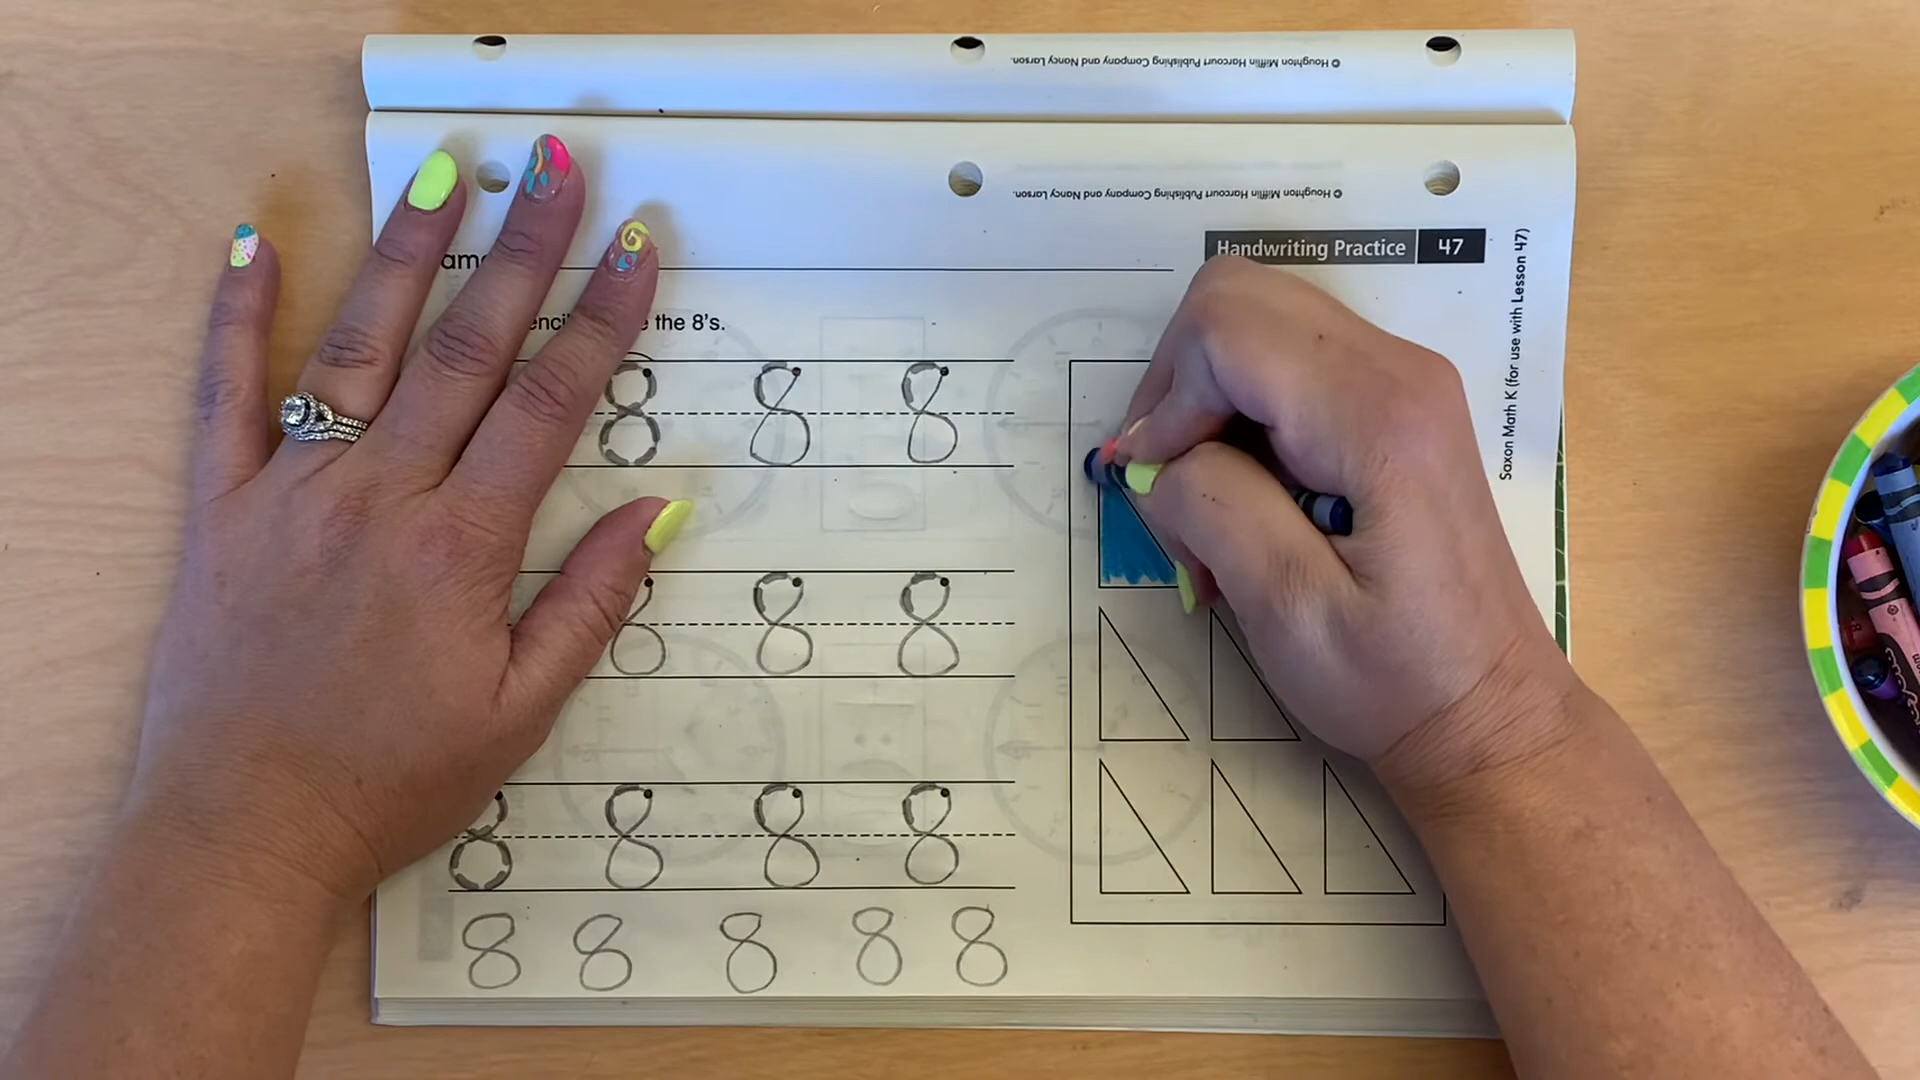 © Houghton Mifflin Harcourt Publishing Company and Nancy Larson.
© Houghton Mifflin Harcourt Publishing Company and Nancy Larson.
Handwriting Practice 47
Saxon Math K (for use with Lesson 47)
the 8's.
8 8 8
8 8 8
8 8 8 8
8 8 8 8 8